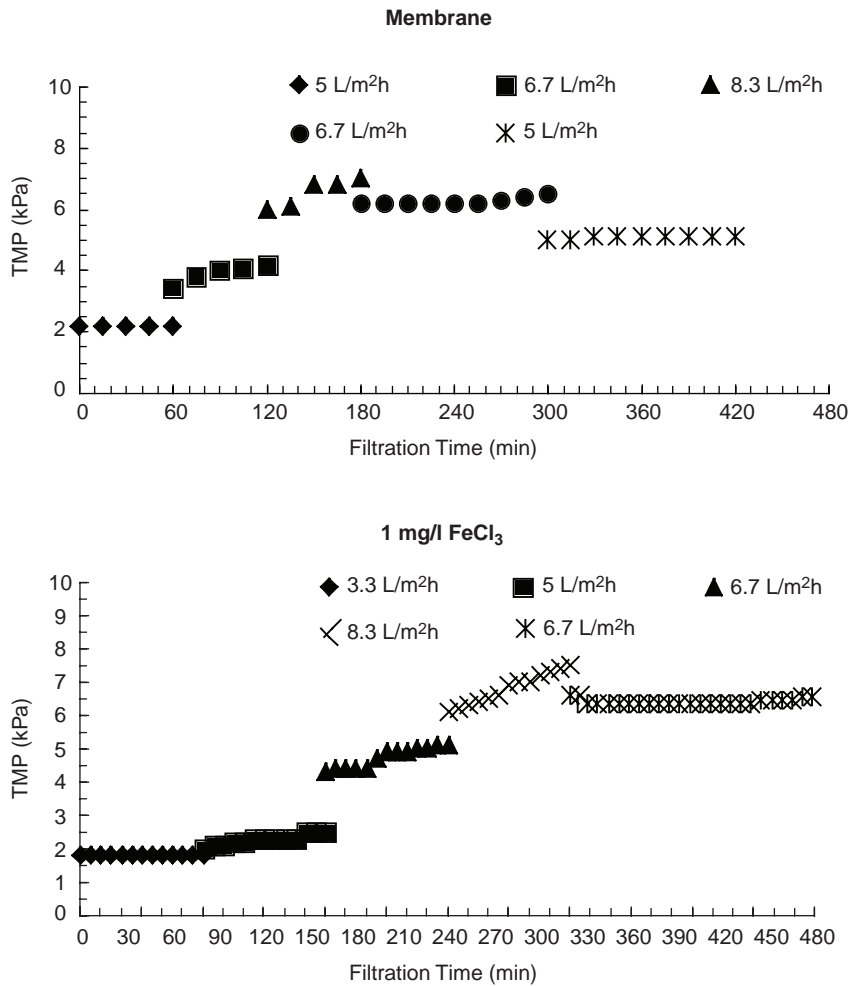 Membrane
10
8
6
4
2
0
TMP (kPa)
5 L/m²h
6.7 L/m²h
8.3 L/m²h
6.7 L/m²h
5 L/m²h
0 60 120 180 240 300 360 420 480
Filtration Time (min)
1 mg/l FeCl₃
10
9
8
7
6
5
4
3
2
1
0
TMP (kPa)
3.3 L/m²h
5 L/m²h
6.7 L/m²h
8.3 L/m²h
6.7 L/m²h
0 30 60 90 120 150 180 210 240 270 300 330 360 390 420 450 480
Filtration Time (min)